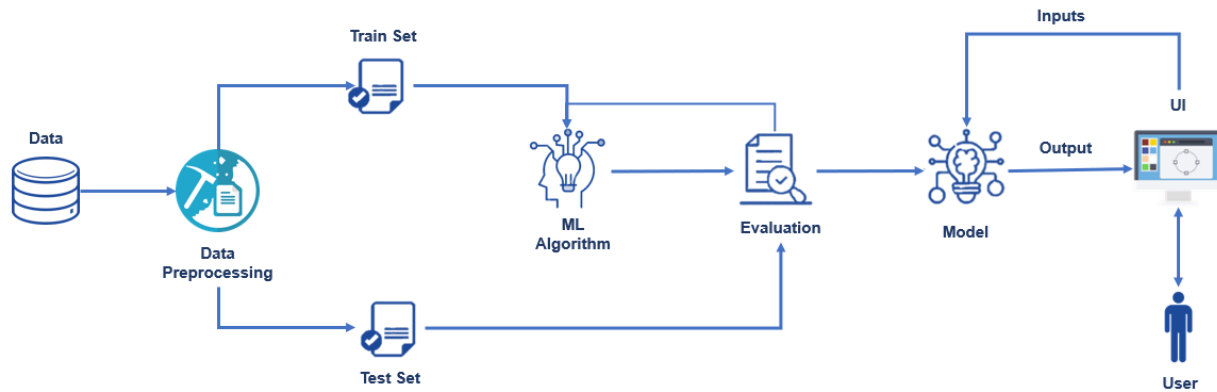 Inputs
Train Set
UI
Data
Output
ML
Algorithm
Evaluation
Model
Data
Preprocessing
Test Set
User